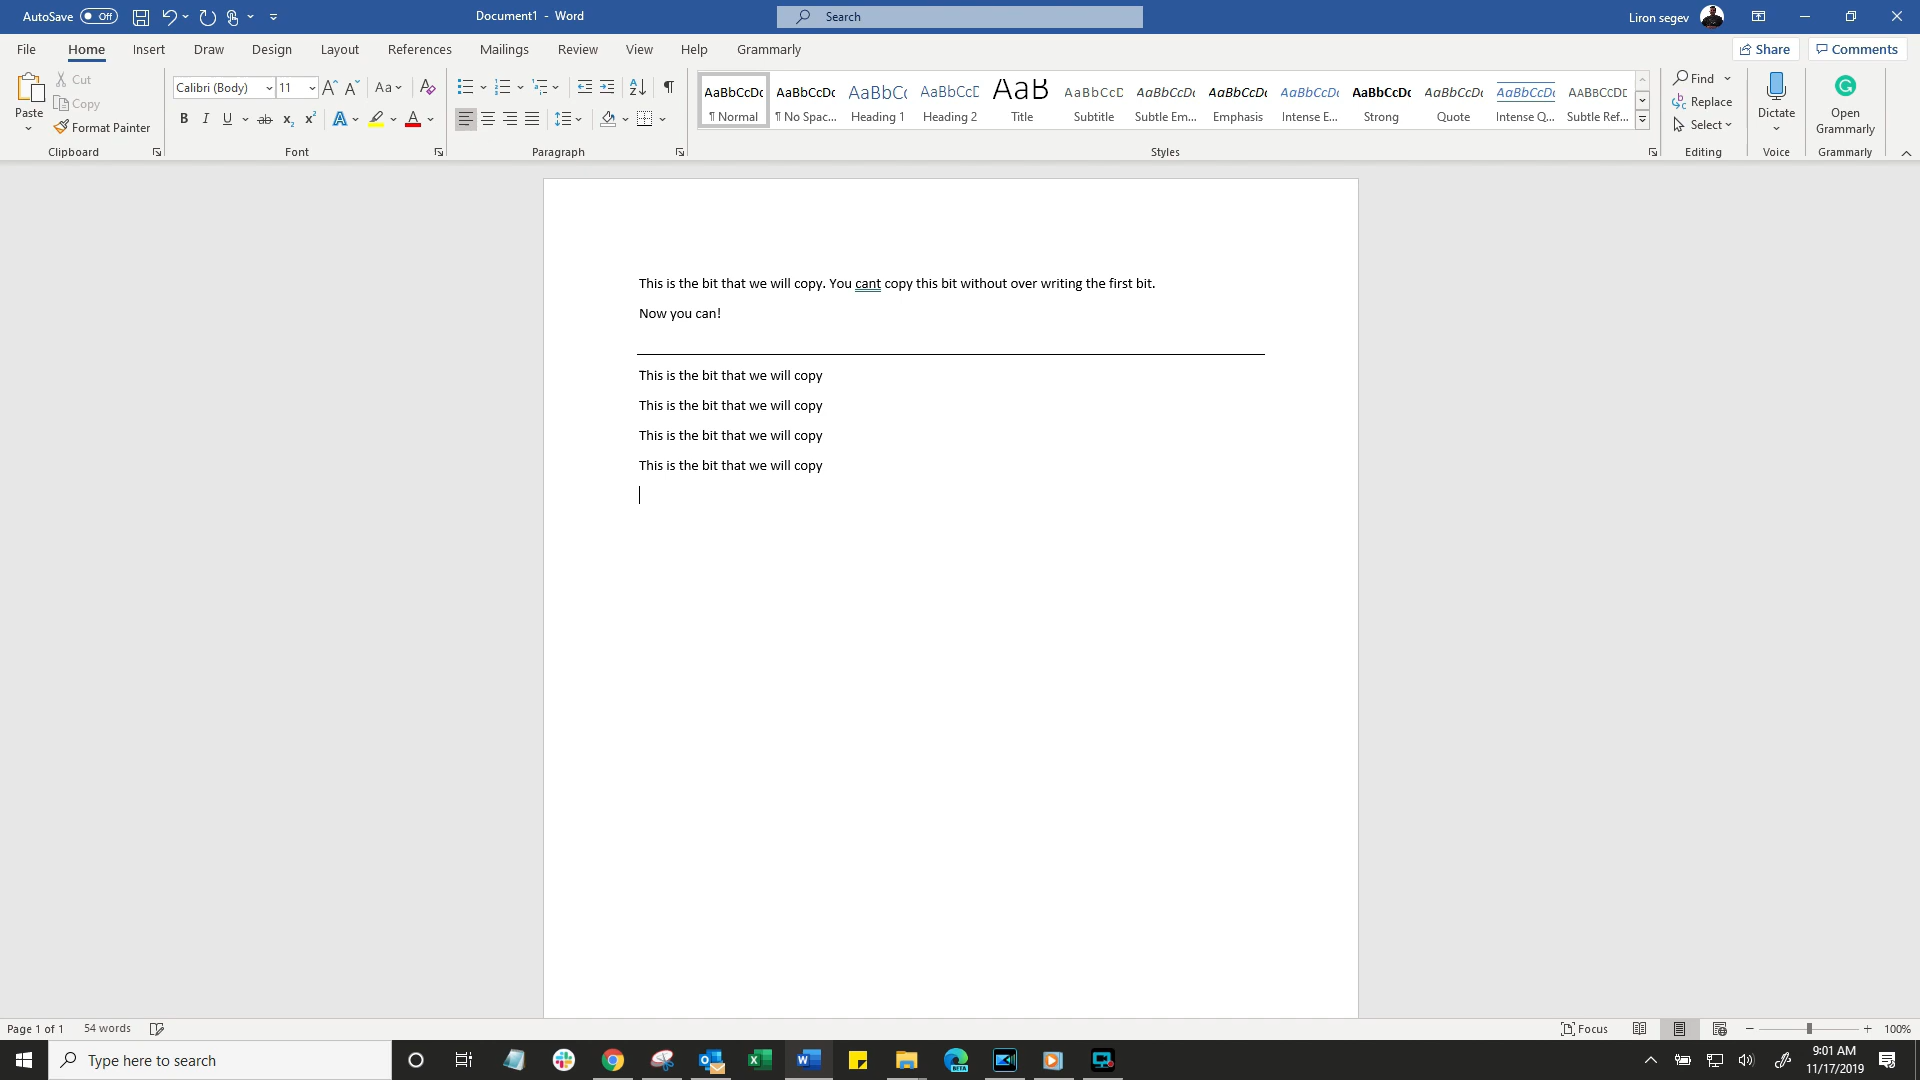 AutoSave Off Document1 - Word Search Liron segev
File Home Insert Draw Design Layout References Mailings Review View Help Grammarly Share Comments
Paste Cut Copy Format Painter Clipboard
Calibri (Body) 11 Aa A
B I U ab x₂ x² A A Font
Paragraph
AaBbCcDc AaBbCcDc AaBbCc AaBbCcD AaB AaBbCcD AaBbCcDc AaBbCcDc AaBbCcDc AaBbCcDc AaBbCcDc AaBbCcDc AABBCCDD
¶ Normal ¶ No Spac... Heading 1 Heading 2 Title Subtitle Subtle Em... Emphasis Intense E... Strong Quote Intense Q... Subtle Ref...
Styles
Find Replace Select Editing
Dictate Voice
Open Grammarly Grammarly
This is the bit that we will copy. You cant copy this bit without over writing the first bit.
Now you can!
This is the bit that we will copy
This is the bit that we will copy
This is the bit that we will copy
This is the bit that we will copy
Page 1 of 1 54 words Focus 100%
Type here to search BETA 9:01 AM
11/17/2019